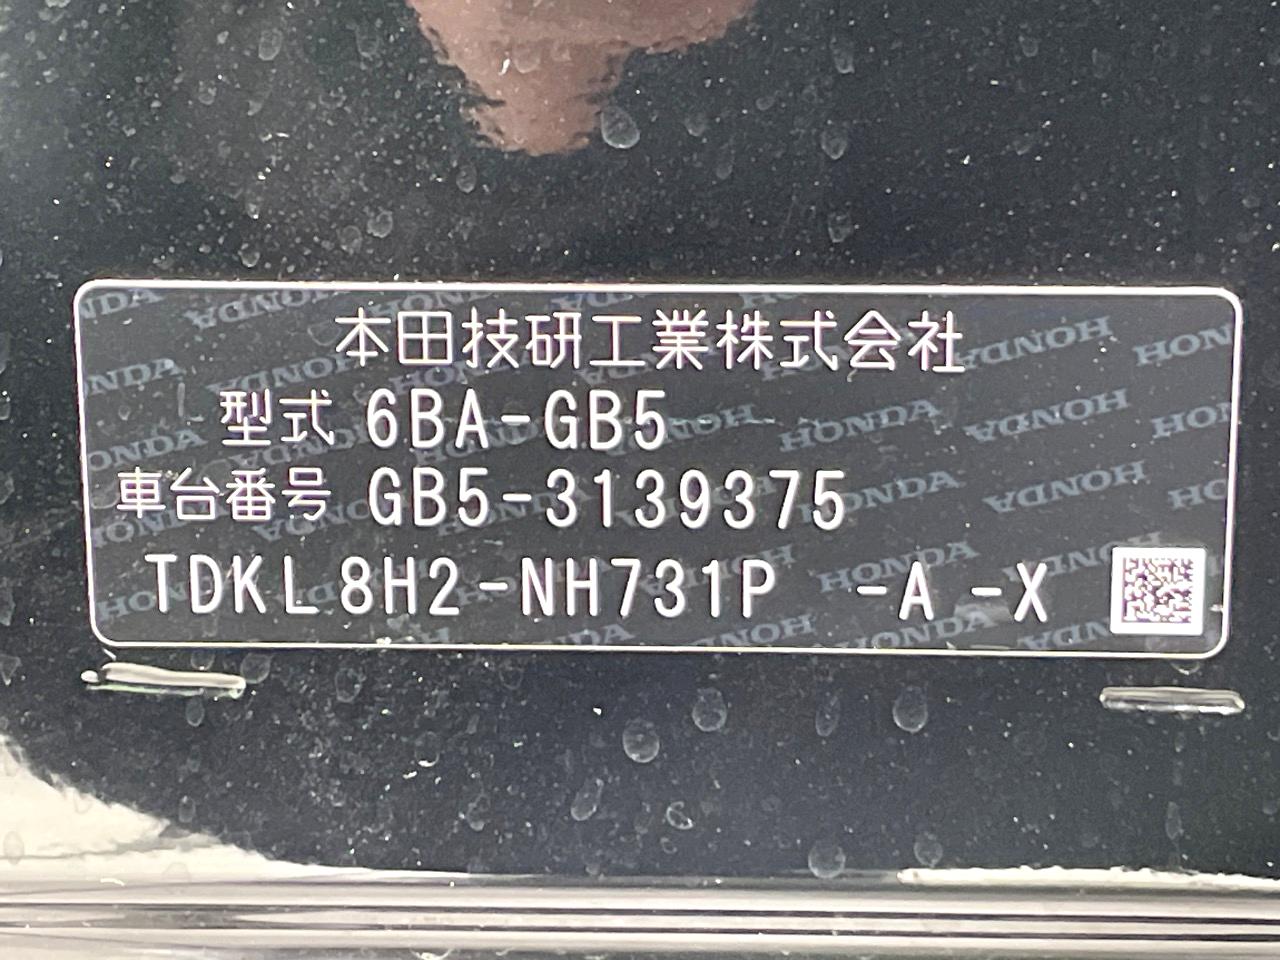 本田技研工業株式会社
型式 6BA-GB5
車台番号 GB5-3139375
TDKL8H2-NH731P -A -X